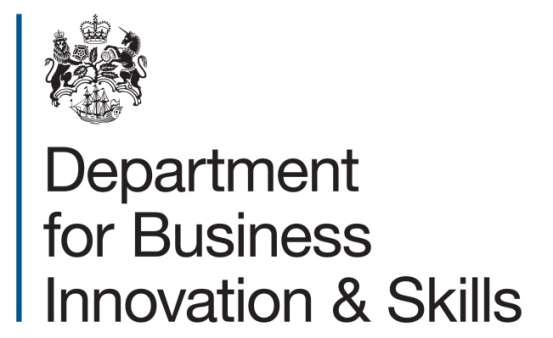 Department
for Business
Innovation & Skills